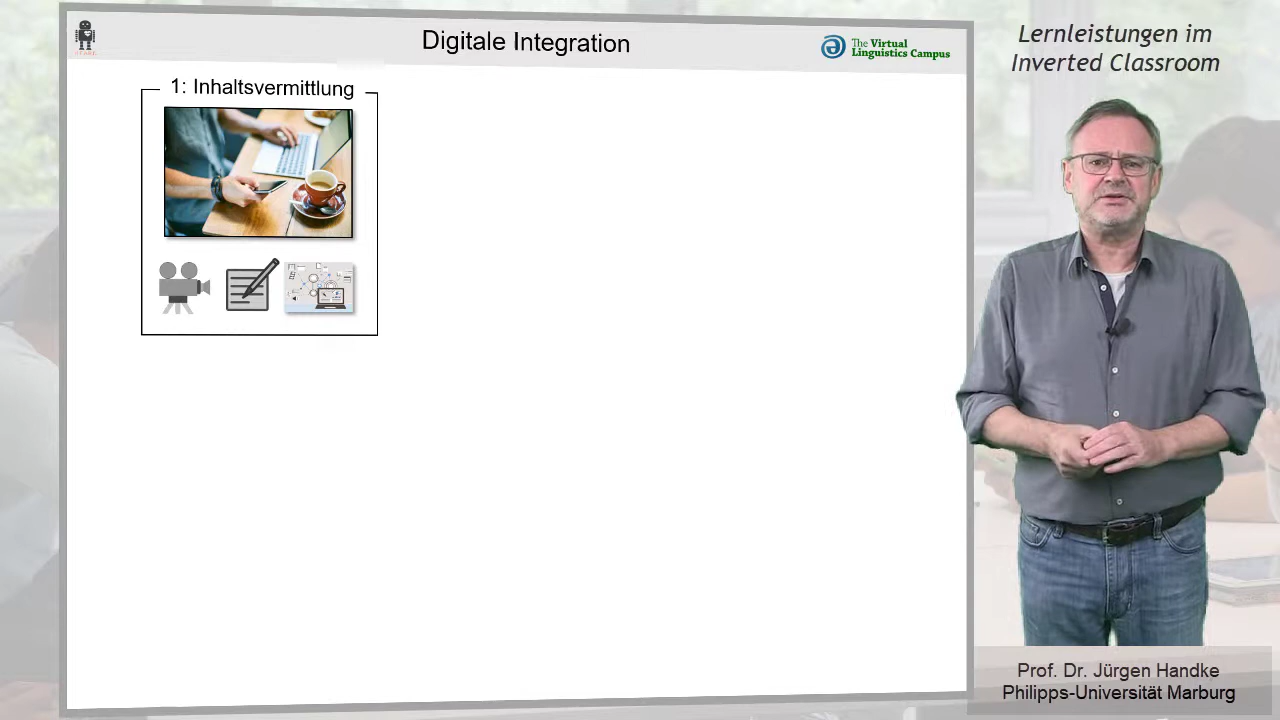 Digitale Integration
The Virtual
Linguistics Campus
1: Inhaltsvermittlung
Lernleistungen im
Inverted Classroom
Prof. Dr. Jürgen Handke
Philipps-Universität Marburg